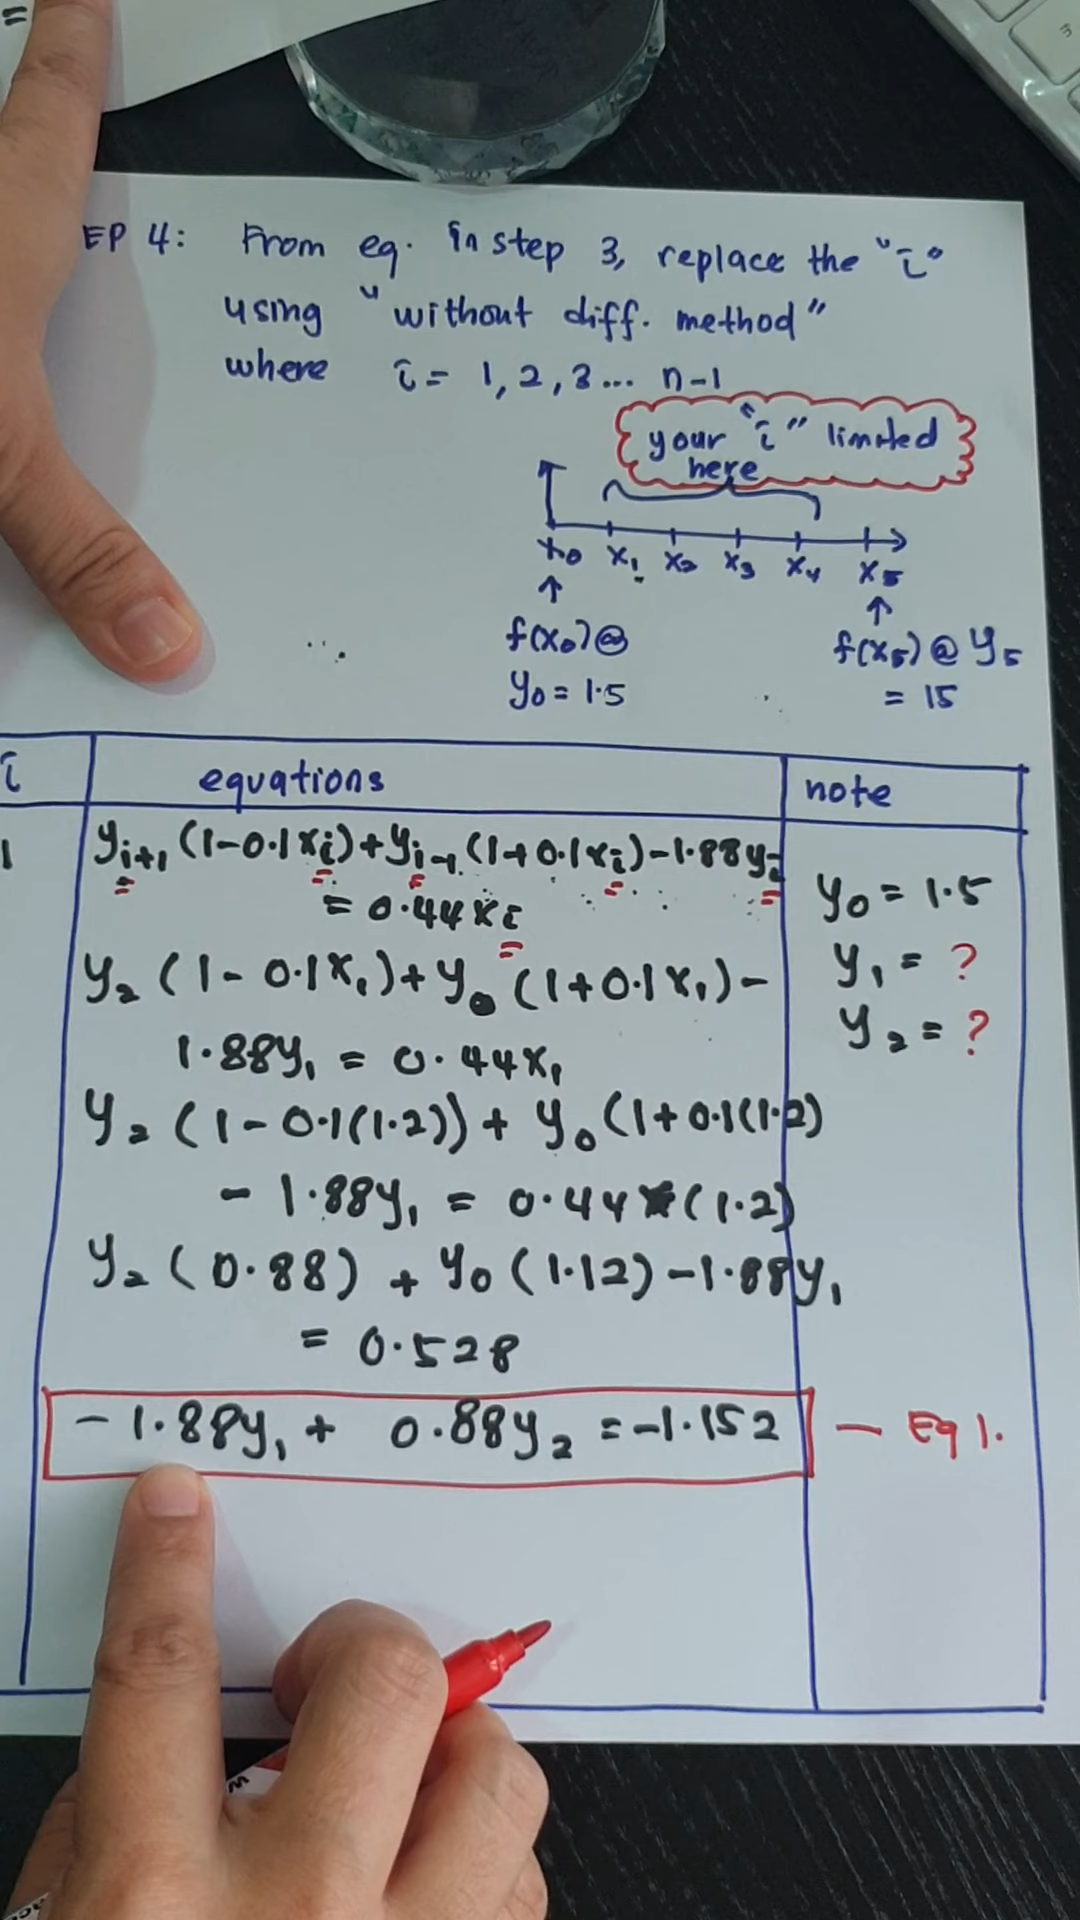 =
EP 4: From eq. in step 3, replace the "i"
using "without diff. method"
where i = 1, 2, 3 ... n-1
your "i" limited
here
x0 x1 x2 x3 x4 x5
↑ ↑
f(x0) @ f(x5) @ y5
y0 = 1.5 = 15
i equations note
1 yi+1 (1-0.1xi) + yi-1 (1+0.1xi) - 1.88yi
= 0.44xi
y0 = 1.5
y2 (1 - 0.1x1) + y0 (1+0.1x1) -
y1 = ?
1.88y1 = 0.44x1
y2 = ?
y2 (1 - 0.1(1.2)) + y0 (1+0.1(1.2)
- 1.88y1 = 0.44 (1.2)
y2 (0.88) + y0 (1.12) - 1.88y1
= 0.528
- 1.88y1 + 0.88y2 = -1.152 — Eq 1.